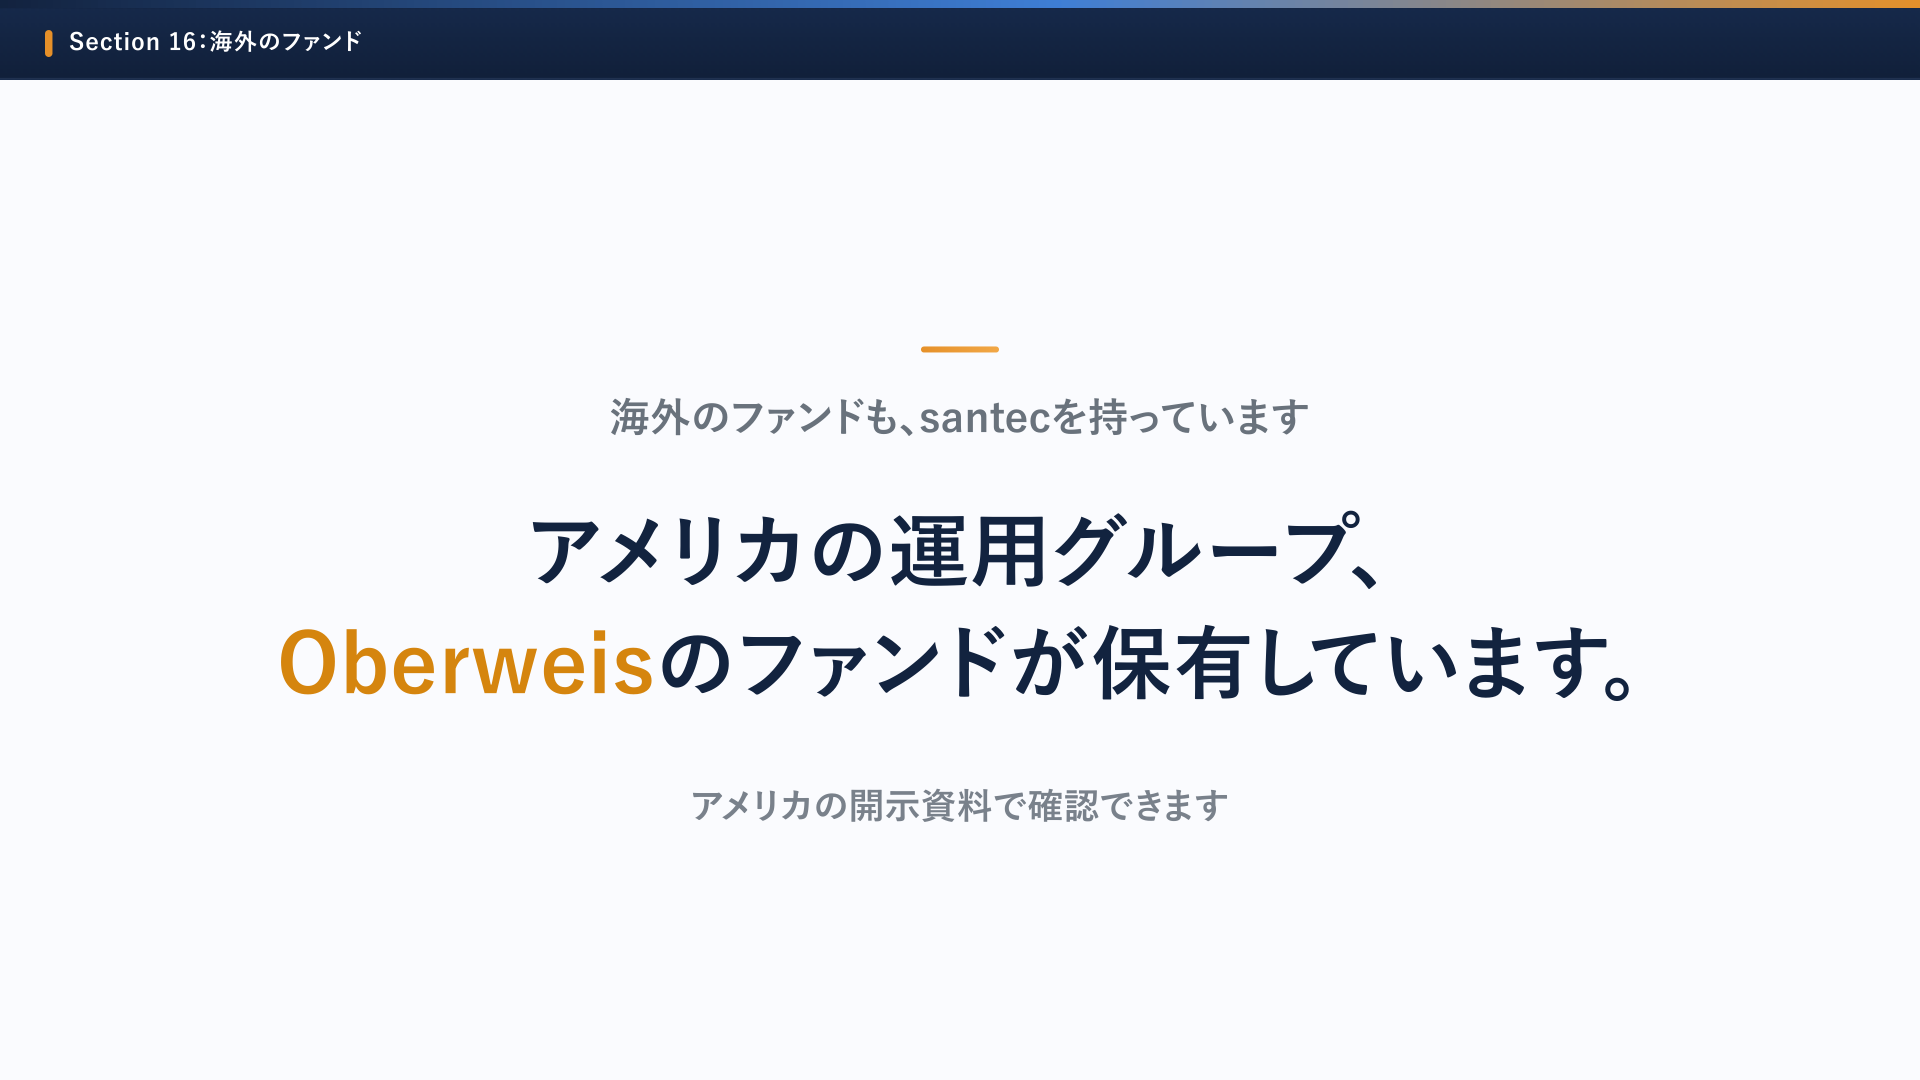 Section 16：海外のファンド
海外のファンドも、santecを持っています
アメリカの運用グループ、
Oberweisのファンドが保有しています。
アメリカの開示資料で確認できます